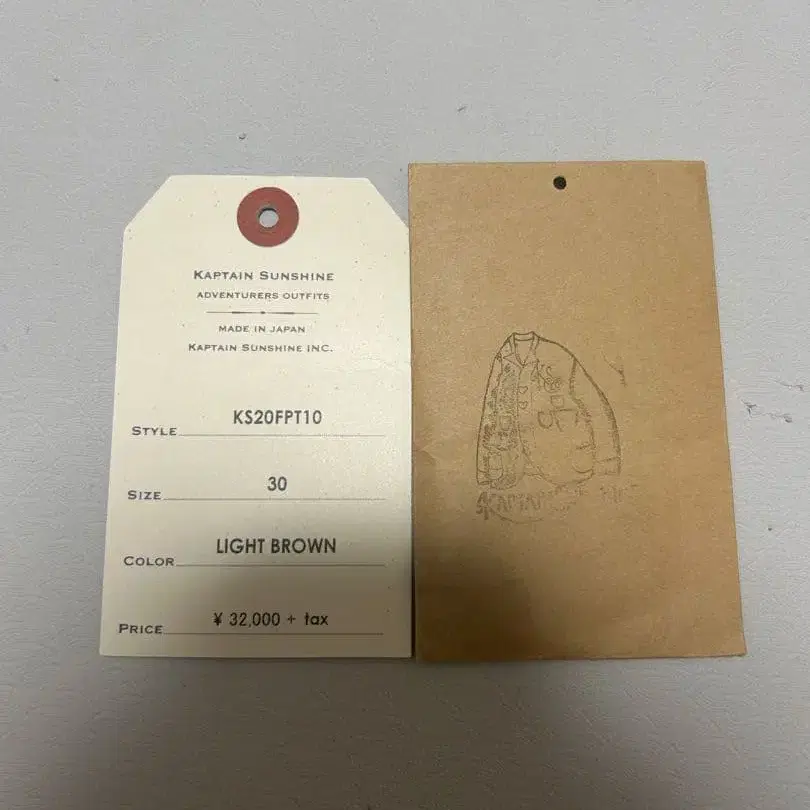 KAPTAIN SUNSHINE
ADVENTURERS OUTFITS
MADE IN JAPAN
KAPTAIN SUNSHINE INC.
STYLE KS20FPT10
SIZE 30
COLOR LIGHT BROWN
PRICE ¥ 32,000 + tax